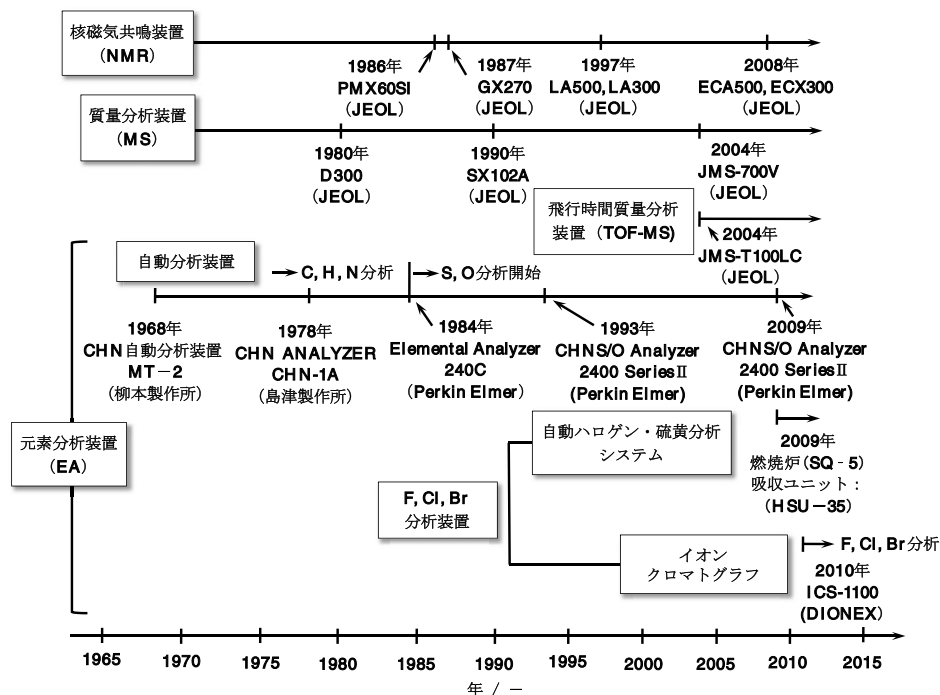 核磁気共鳴装置
(NMR)
1986年
PMX60SI
(JEOL)
1987年
GX270
(JEOL)
1997年
LA500, LA300
(JEOL)
2008年
ECA500, ECX300
(JEOL)
質量分析装置
(MS)
1980年
D300
(JEOL)
1990年
SX102A
(JEOL)
2004年
JMS-700V
(JEOL)
飛行時間質量分析
装置（TOF-MS)
2004年
JMS-T100LC
(JEOL)
自動分析装置
C, H, N分析
S, O分析開始
1968年
CHN自動分析装置
MT－2
(柳本製作所)
1978年
CHN ANALYZER
CHN-1A
(島津製作所)
1984年
Elemental Analyzer
240C
(Perkin Elmer)
1993年
CHNS/O Analyzer
2400 SeriesⅡ
(Perkin Elmer)
2009年
CHNS/O Analyzer
2400 SeriesⅡ
(Perkin Elmer)
元素分析装置
(EA)
F, Cl, Br
分析装置
自動ハロゲン・硫黄分析
システム
2009年
燃焼炉(SQ‐5)
吸収ユニット：
(HSU－35)
イオン
クロマトグラフ
F, Cl, Br分析
2010年
ICS-1100
(DIONEX)
1965 1970 1975 1980 1985 1990 1995 2000 2005 2010 2015
年 / －